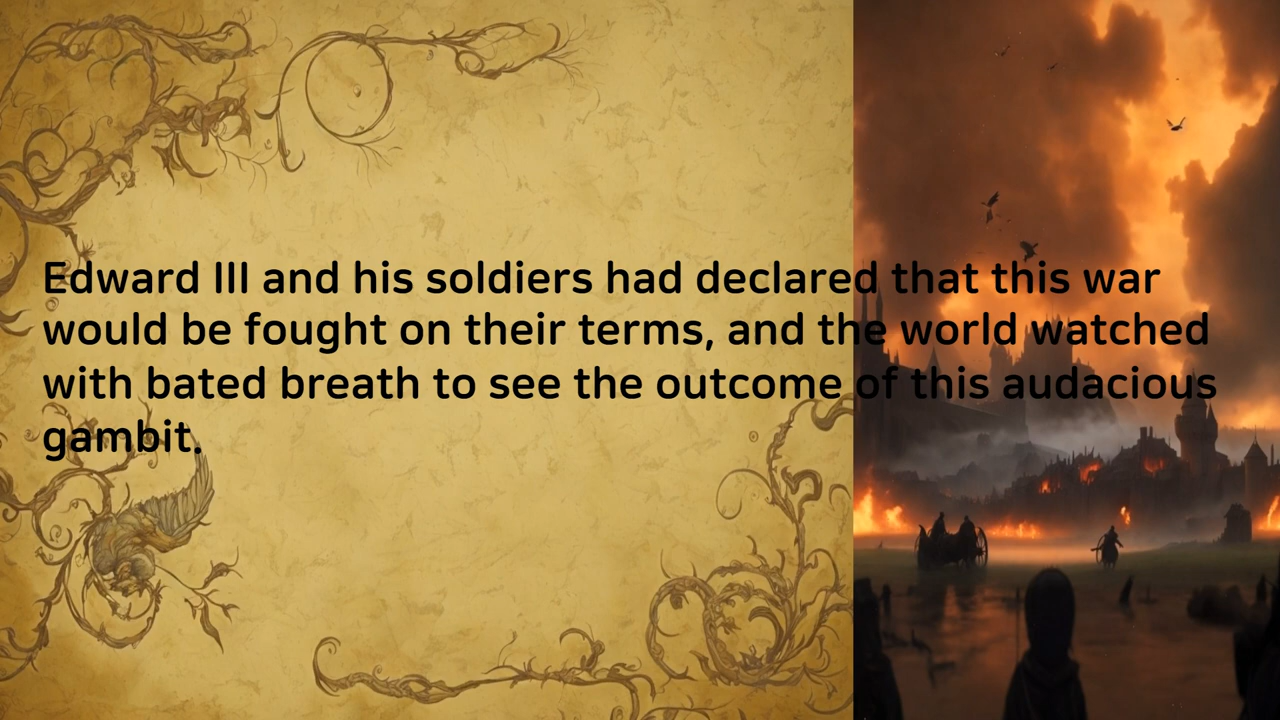 Edward III and his soldiers had declared that this war
would be fought on their terms, and the world watched
with bated breath to see the outcome of this audacious
gambit.